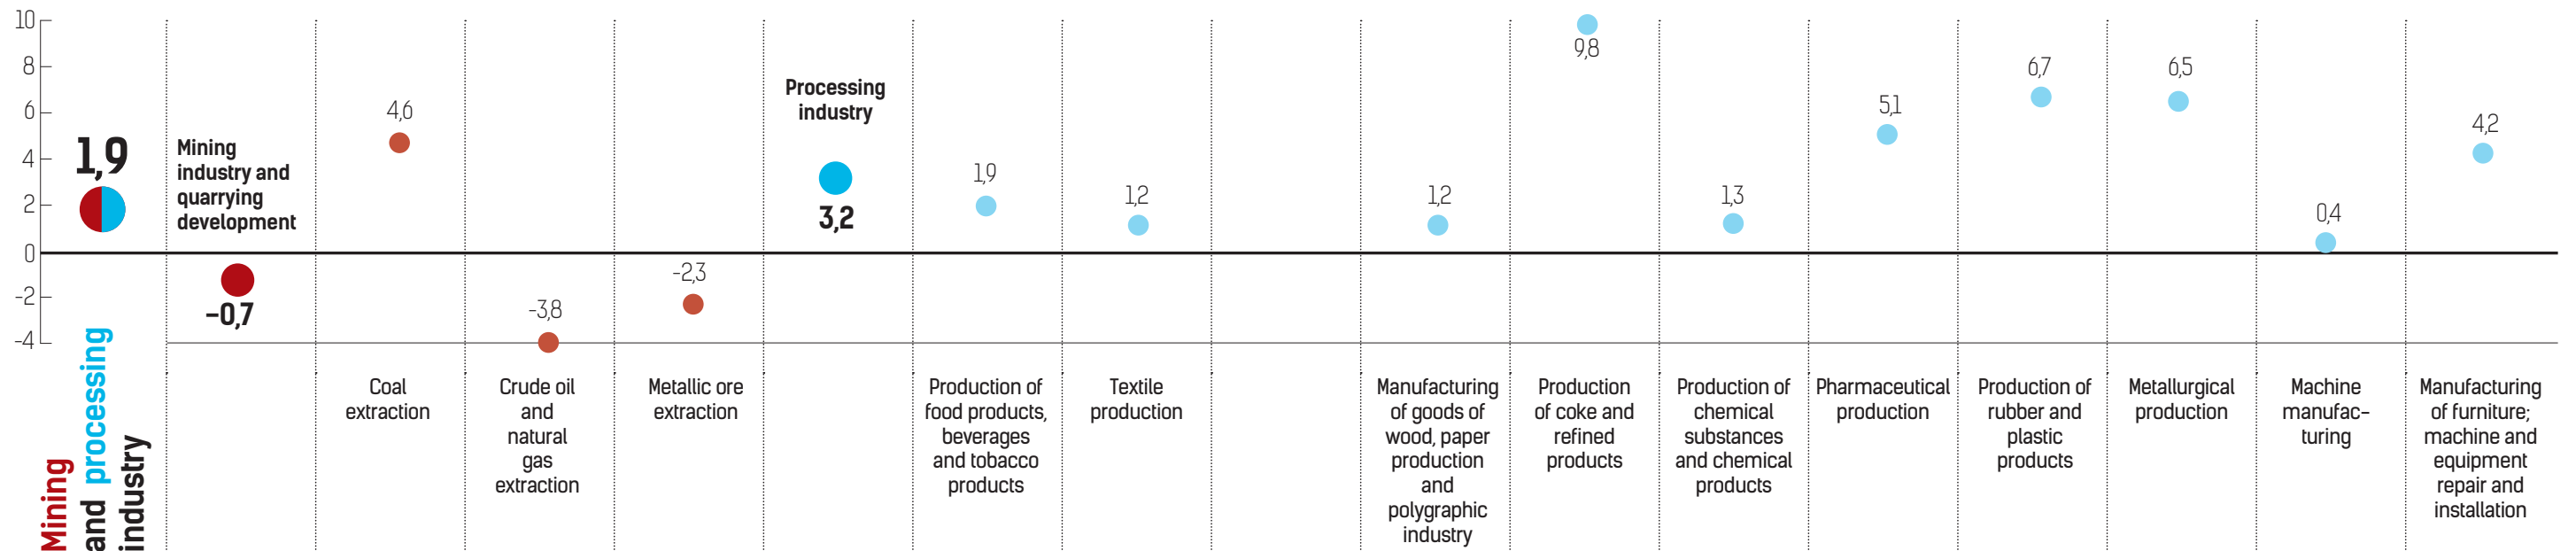 10
8
6
4
2
0
-2
-4
1,9
Mining
and processing
industry
Mining
industry and
quarrying
development
-0,7
4,6
Coal
extraction
-3,8
Crude oil
and
natural
gas
extraction
-2,3
Metallic ore
extraction
Processing
industry
3,2
1,9
Production of
food products,
beverages
and tobacco
products
1,2
Textile
production
1,2
Manufacturing
of goods of
wood, paper
production
and
polygraphic
industry
9,8
Production
of coke and
refined
products
1,3
Production of
chemical
substances
and chemical
products
5,1
Pharmaceutical
production
6,7
Production of
rubber and
plastic
products
6,5
Metallurgical
production
0,4
Machine
manufac-
turing
4,2
Manufacturing
of furniture;
machine and
equipment
repair and
installation